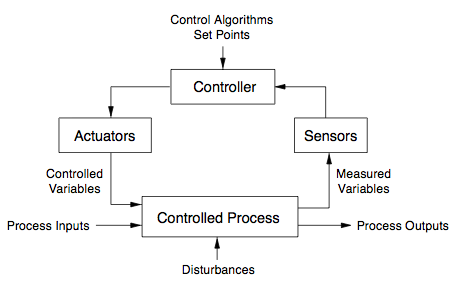 Control Algorithms
Set Points
Controller
Actuators
Sensors
Controlled
Variables
Measured
Variables
Process Inputs
Controlled Process
Process Outputs
Disturbances